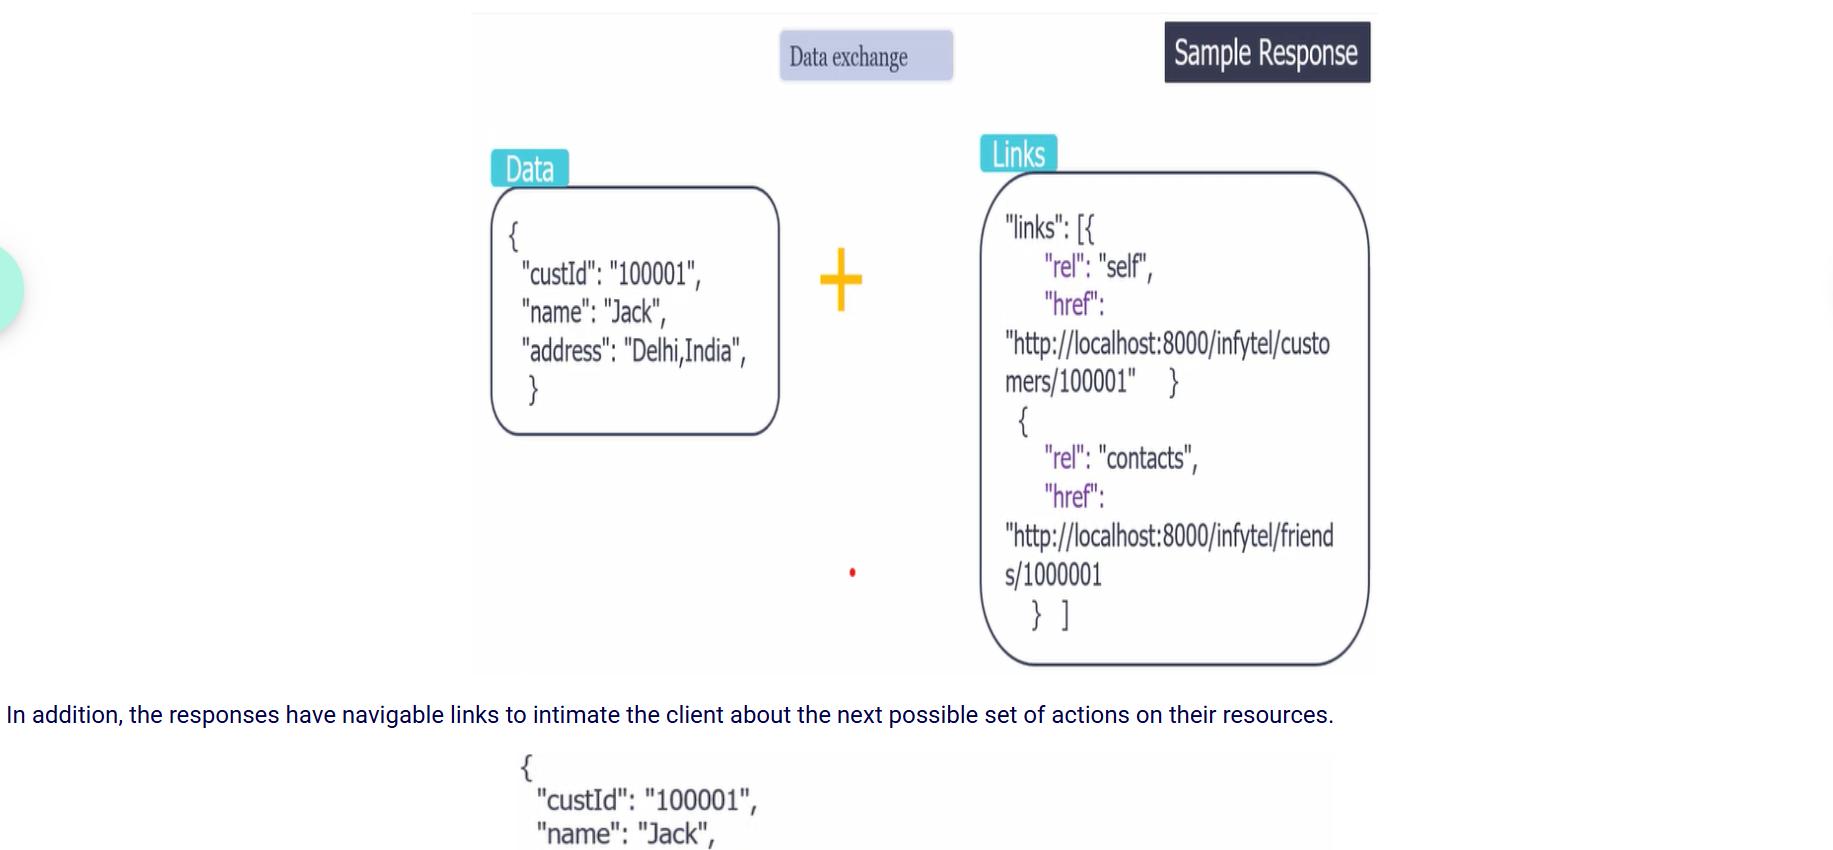 Data exchange
Sample Response
Data
{
"custId": "100001",
"name": "Jack",
"address": "Delhi,India",
}
+
Links
"links": [{
"rel": "self",
"href":
"http://localhost:8000/infytel/custo
mers/100001" }
{
"rel": "contacts",
"href":
"http://localhost:8000/infytel/friend
s/1000001
} ]
In addition, the responses have navigable links to intimate the client about the next possible set of actions on their resources.
{
"custId": "100001",
"name": "Jack",